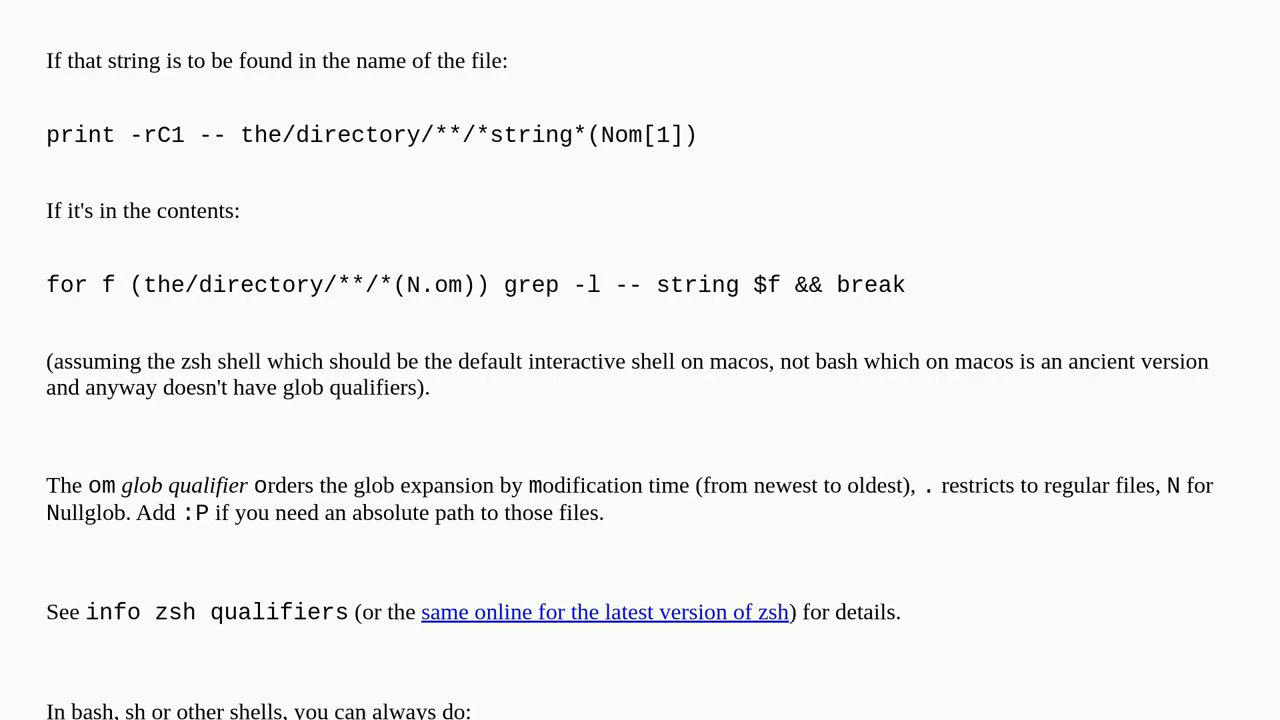 If that string is to be found in the name of the file:
print -rC1 -- the/directory/**/*string*(Nom[1])
If it's in the contents:
for f (the/directory/**/*(N.om)) grep -l -- string $f && break
(assuming the zsh shell which should be the default interactive shell on macos, not bash which on macos is an ancient version
and anyway doesn't have glob qualifiers).
The om glob qualifier orders the glob expansion by modification time (from newest to oldest), . restricts to regular files, N for
Nullglob. Add :P if you need an absolute path to those files.
See info zsh qualifiers (or the same online for the latest version of zsh) for details.
In bash, sh or other shells, you can always do: